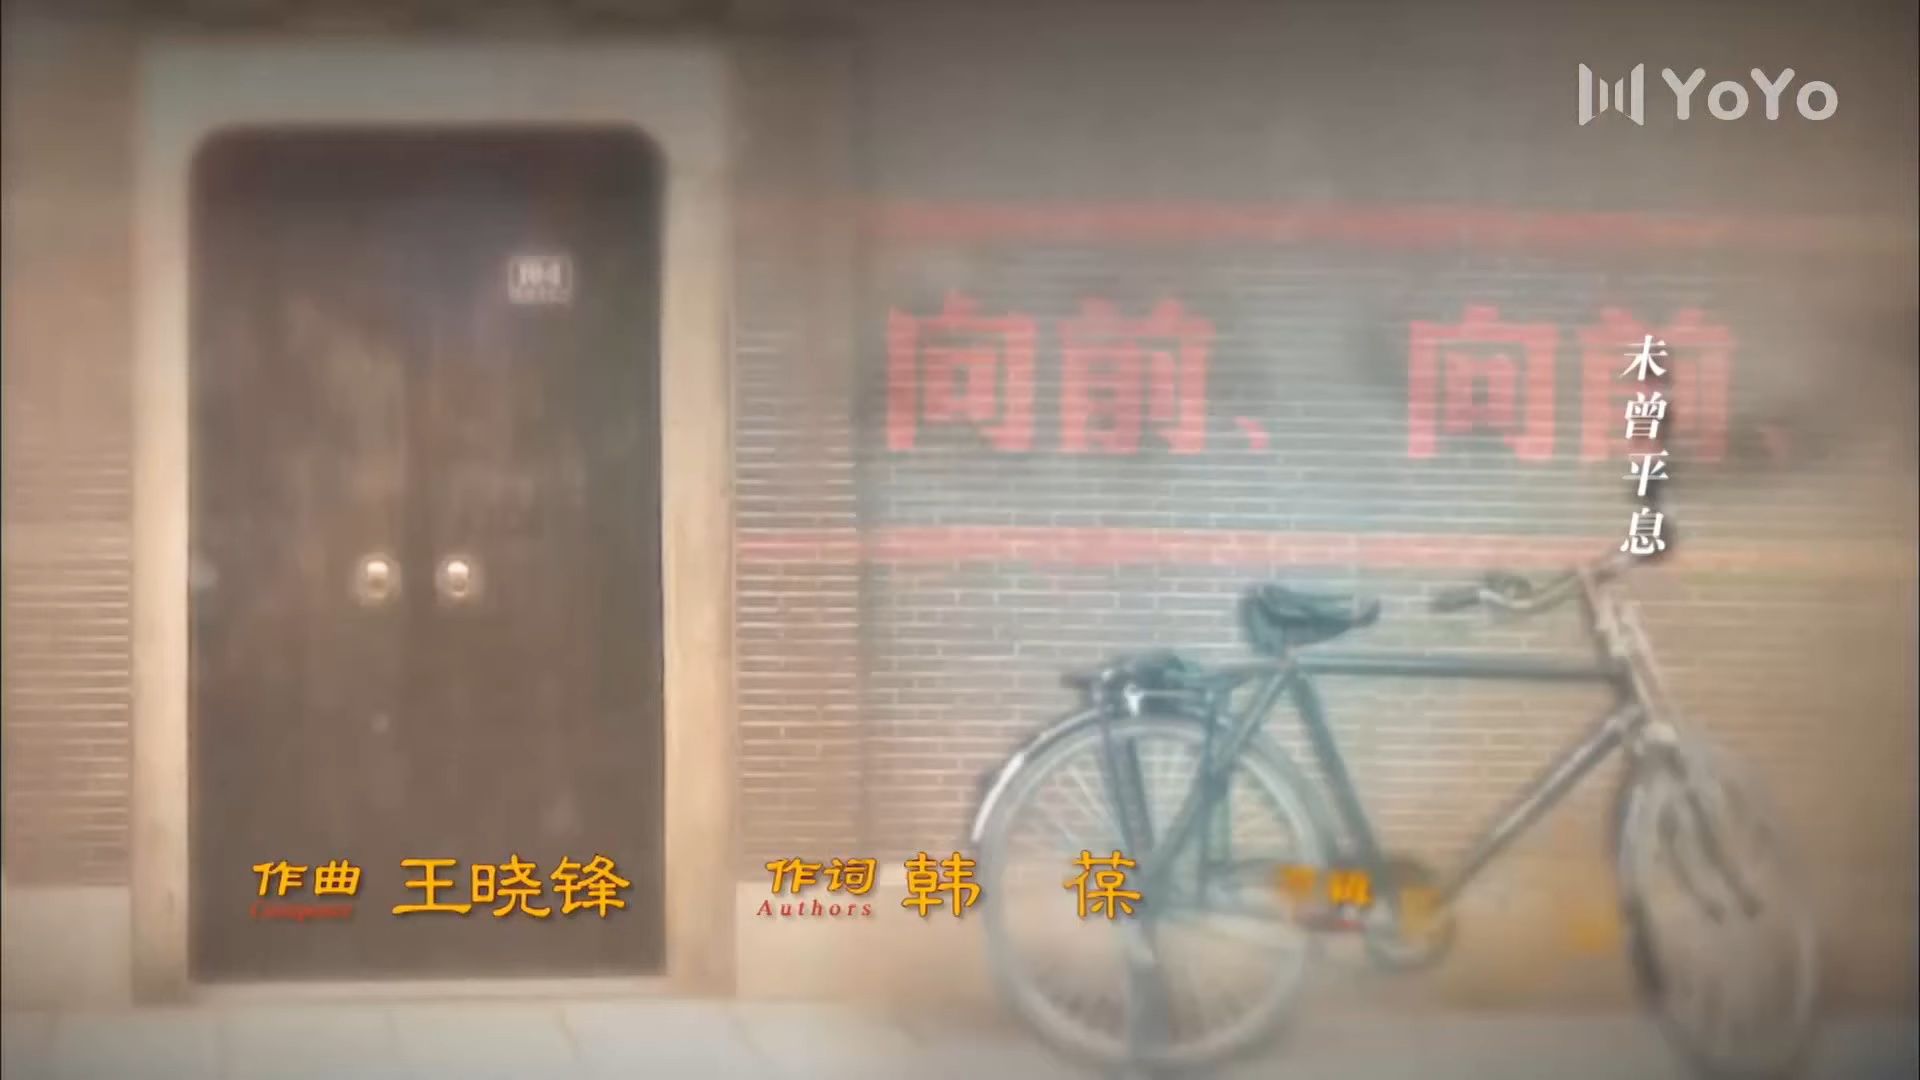 YoYo
向前、向前、
未曾平息
作曲 王晓锋
Composer
作词 韩 葆
Authors